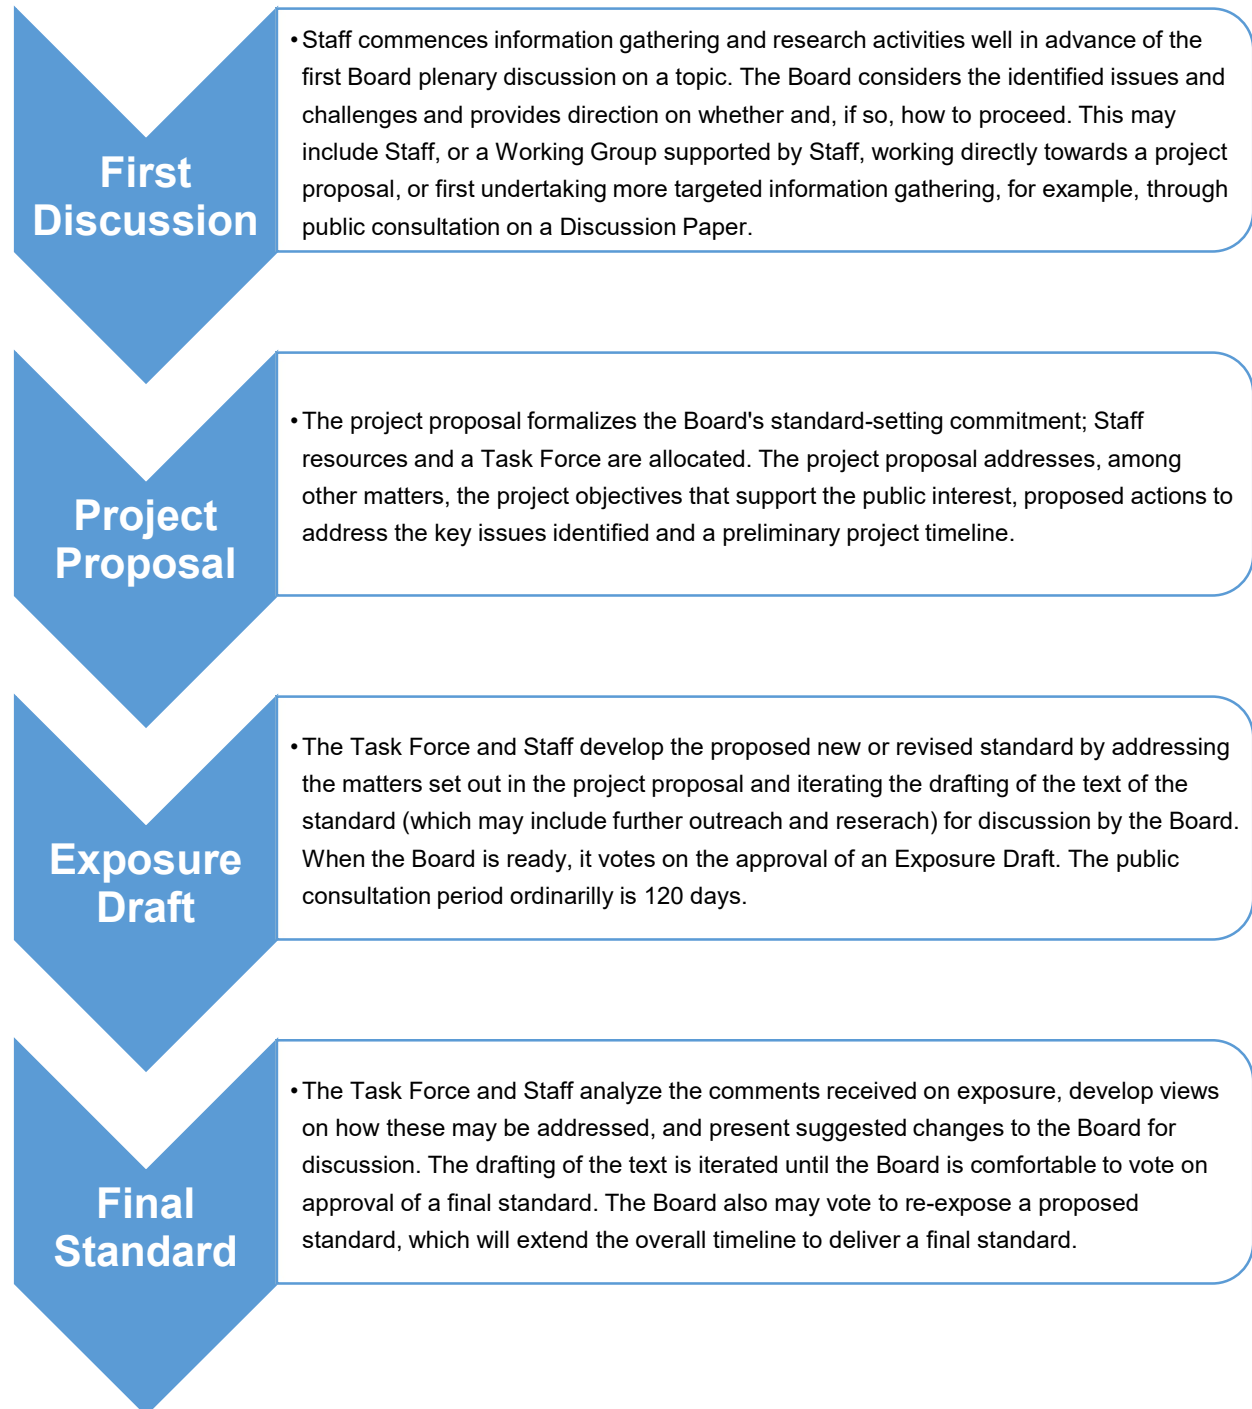 First
Discussion
•Staff commences information gathering and research activities well in advance of the
first Board plenary discussion on a topic. The Board considers the identified issues and
challenges and provides direction on whether and, if so, how to proceed. This may
include Staff, or a Working Group supported by Staff, working directly towards a project
proposal, or first undertaking more targeted information gathering, for example, through
public consultation on a Discussion Paper.
Project
Proposal
•The project proposal formalizes the Board's standard-setting commitment; Staff
resources and a Task Force are allocated. The project proposal addresses, among
other matters, the project objectives that support the public interest, proposed actions to
address the key issues identified and a preliminary project timeline.
Exposure
Draft
•The Task Force and Staff develop the proposed new or revised standard by addressing
the matters set out in the project proposal and iterating the drafting of the text of the
standard (which may include further outreach and reserach) for discussion by the Board.
When the Board is ready, it votes on the approval of an Exposure Draft. The public
consultation period ordinarilly is 120 days.
Final
Standard
•The Task Force and Staff analyze the comments received on exposure, develop views
on how these may be addressed, and present suggested changes to the Board for
discussion. The drafting of the text is iterated until the Board is comfortable to vote on
approval of a final standard. The Board also may vote to re-expose a proposed
standard, which will extend the overall timeline to deliver a final standard.